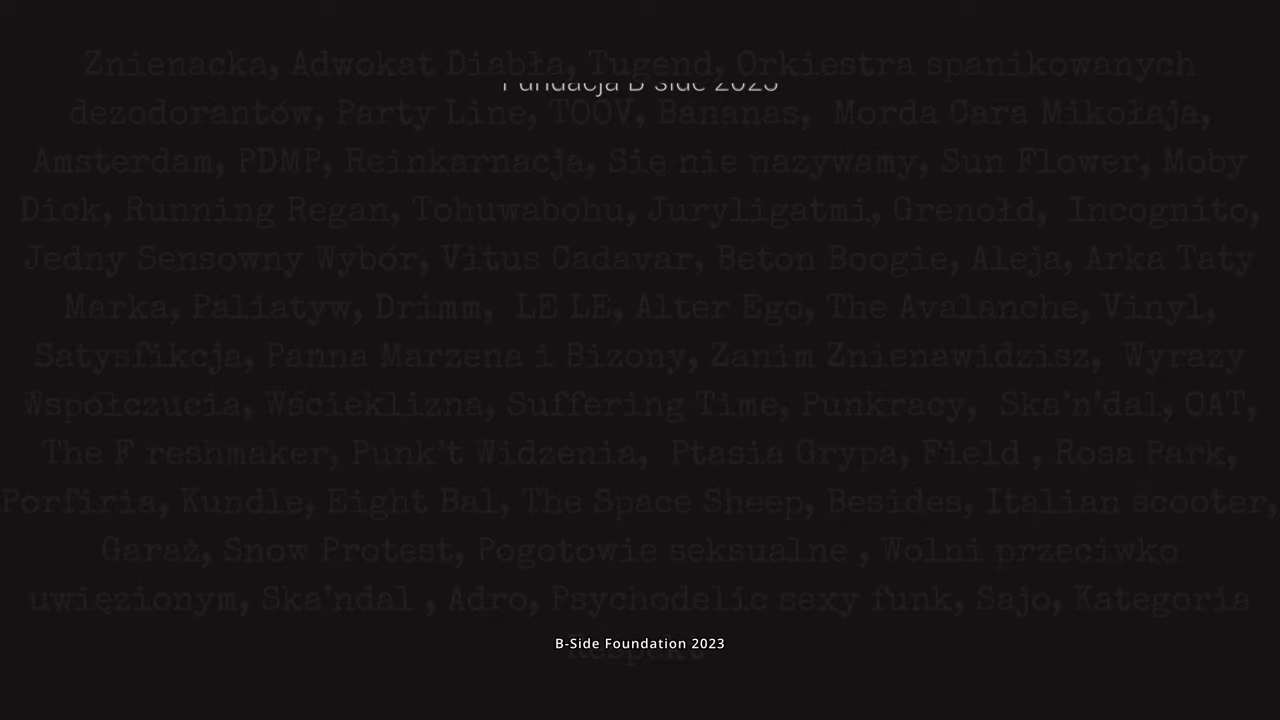 Znienacka, Adwokat Diabła, Tugend, Orkiestra spanikowanych
Fundacja B-side 2023
dezodorantów, Party Line, TOOV, Bananas, Morda Cara Mikołaja,
Amsterdam, PDMP, Reinkarnacja, Się nie nazywamy, Sun Flower, Moby
Dick, Running Regan, Tohuwabohu, Juryligatmi, Grenołd, Incognito,
Jedny Sensowny Wybór, Vitus Cadavar, Beton Boogie, Aleja, Arka Taty
Marka, Paliatyw, Drimm, LE LE, Alter Ego, The Avalanche, Vinyl,
Satysfikcja, Panna Marzena i Bizony, Zanim Znienawidzisz, Wyrazy
Współczucia, Wścieklizna, Suffering Time, Punkracy, Ska'n'dal, OAT,
The F reshmaker, Punk't Widzenia, Ptasia Grypa, Field , Rosa Park,
Porfiria, Kundle, Eight Bal, The Space Sheep, Besides, Italian scooter,
Garaż, Snow Protest, Pogotowie seksualne , Wolni przeciwko
uwięzionym, Ska'ndal , Adro, Psychodelic sexy funk, Sajo, Kategoria
B-Side Foundation 2023